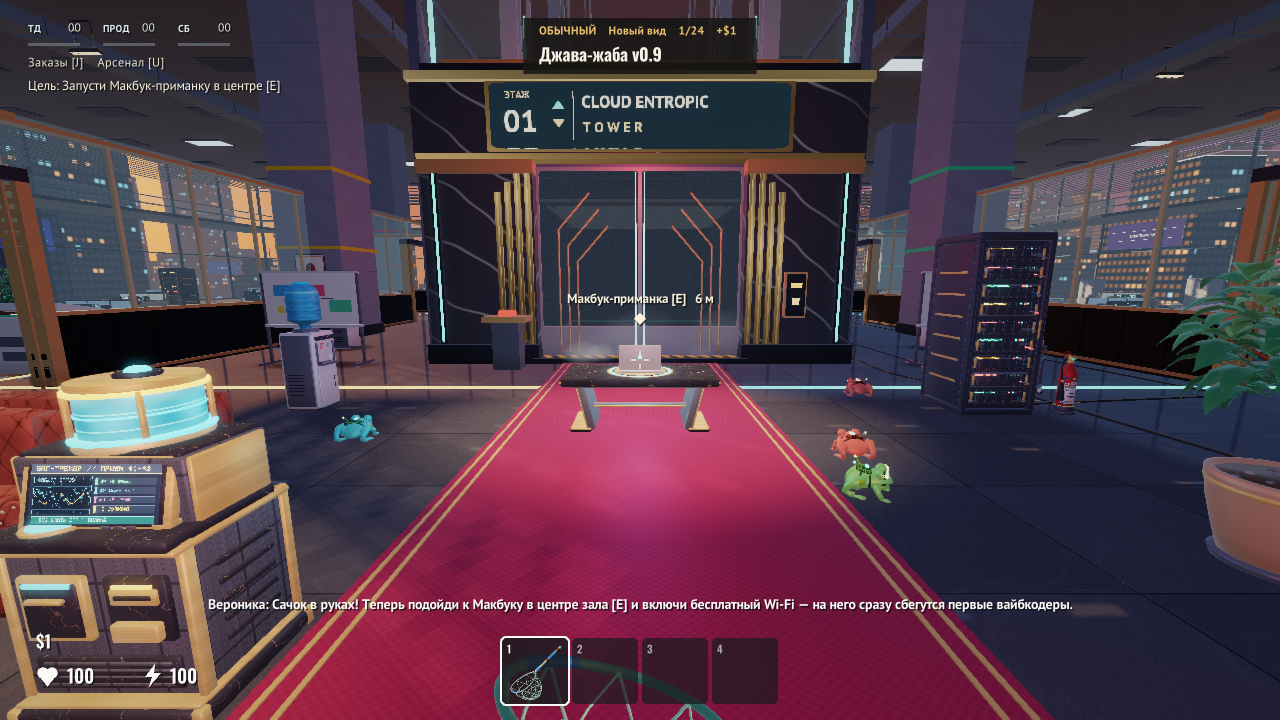 ТД 00 ПРОД 00 СБ 00
Заказы [J] Арсенал [U]
Цель: Запусти Макбук-приманку в центре [E]
ОБЫЧНЫЙ Новый вид 1/24 +$1
Джава-жаба v0.9
ЭТАЖ
01
CLOUD ENTROPIC
TOWER
Макбук-приманка [E] 6 м
Вероника: Сачок в руках! Теперь подойди к Макбуку в центре зала [E] и включи бесплатный Wi-Fi — на него сразу сбегутся первые вайбкодеры.
$1
100 100
1 2 3 4